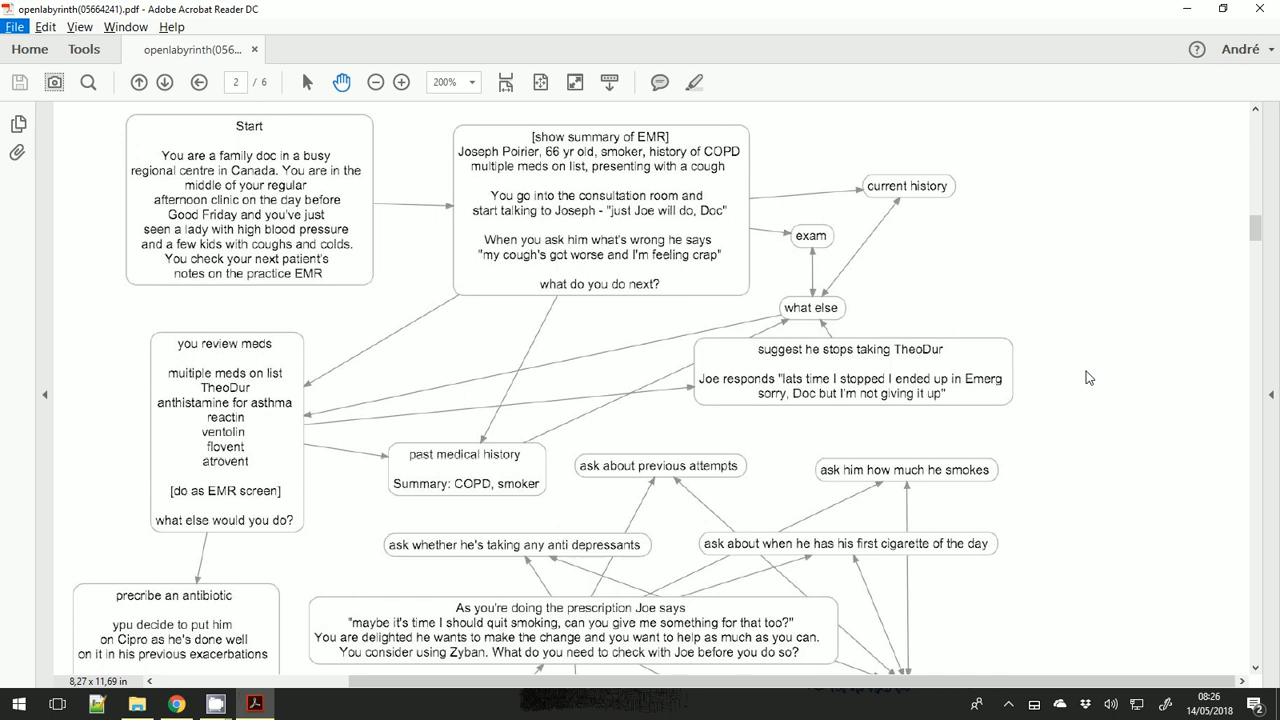 openlabyrinth(05664241).pdf - Adobe Acrobat Reader DC
File Edit View Window Help
Home Tools openlabyrinth(056... × André
2 / 6 200%
Start
You are a family doc in a busy
regional centre in Canada. You are in the
middle of your regular
afternoon clinic on the day before
Good Friday and you've just
seen a lady with high blood pressure
and a few kids with coughs and colds.
You check your next patient's
notes on the practice EMR
[show summary of EMR]
Joseph Poirier, 66 yr old, smoker, history of COPD
multiple meds on list, presenting with a cough
You go into the consultation room and
start talking to Joseph - "just Joe will do, Doc"
When you ask him what's wrong he says
"my cough's got worse and I'm feeling crap"
what do you do next?
current history
exam
what else
you review meds
muitiple meds on list
TheoDur
anthistamine for asthma
reactin
ventolin
flovent
atrovent
[do as EMR screen]
what else would you do?
suggest he stops taking TheoDur
Joe responds "lats time I stopped I ended up in Emerg
sorry, Doc but I'm not giving it up"
past medical history
Summary: COPD, smoker
ask about previous attempts
ask him how much he smokes
ask whether he's taking any anti depressants
ask about when he has his first cigarette of the day
precribe an antibiotic
ypu decide to put him
on Cipro as he's done well
on it in his previous exacerbations
As you're doing the prescription Joe says
"maybe it's time I should quit smoking, can you give me something for that too?"
You are delighted he wants to make the change and you want to help as much as you can.
You consider using Zyban. What do you need to check with Joe before you do so?
8,27 x 11,69 in
08:26
14/05/2018
2